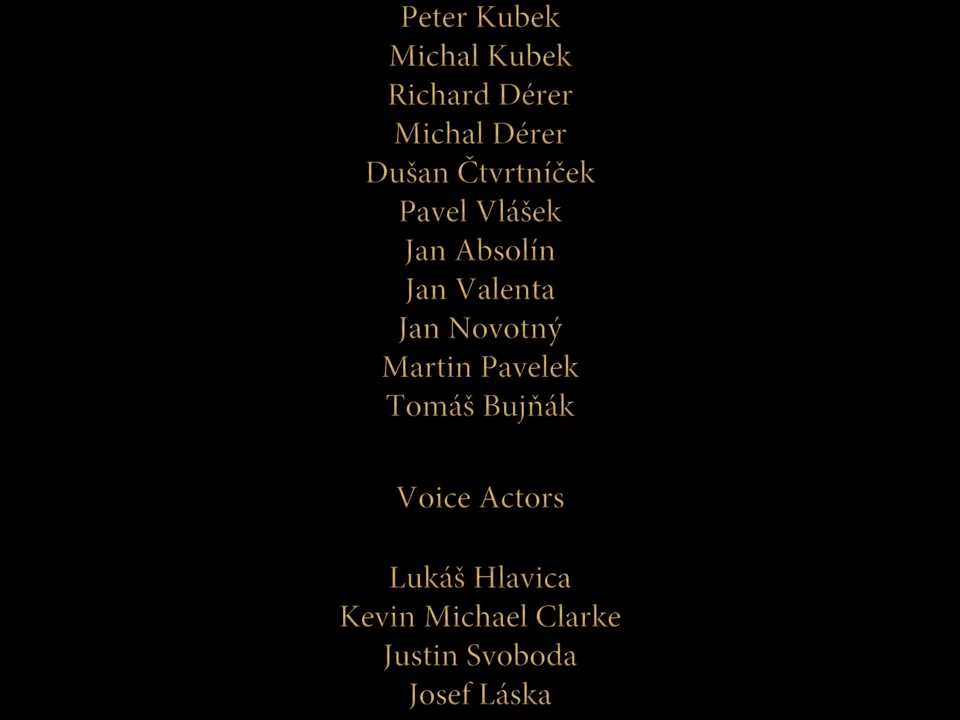 Peter Kubek
Michal Kubek
Richard Dérer
Michal Dérer
Dušan Čtvrtníček
Pavel Vlášek
Jan Absolín
Jan Valenta
Jan Novotný
Martin Pavelek
Tomáš Bujňák
Voice Actors
Lukáš Hlavica
Kevin Michael Clarke
Justin Svoboda
Josef Láska